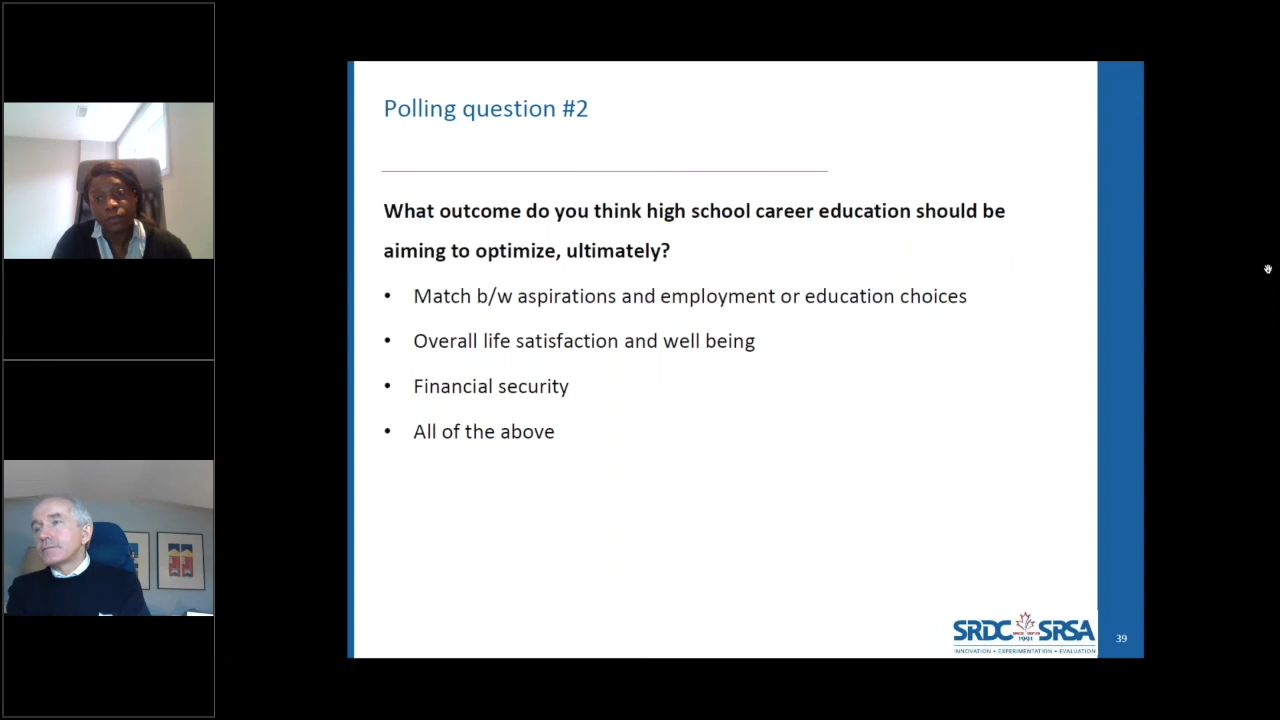 Polling question #2
What outcome do you think high school career education should be
aiming to optimize, ultimately?
• Match b/w aspirations and employment or education choices
• Overall life satisfaction and well being
• Financial security
• All of the above
SRDC SRSA
1991
INNOVATION • EXPERIMENTATION • EVALUATION
39